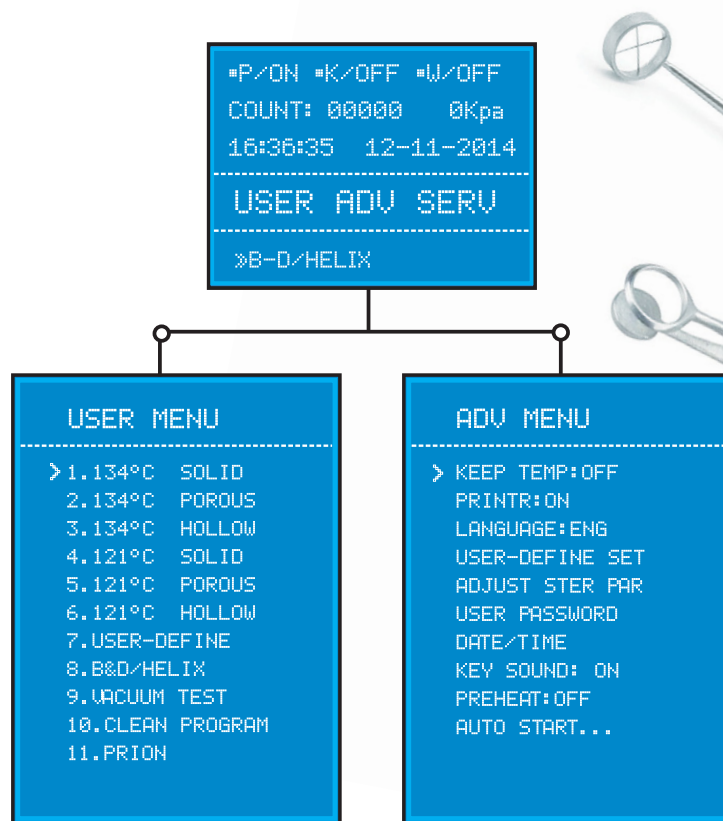 ▪P/ON ▪K/OFF ▪W/OFF
COUNT: 00000 0Kpa
16:36:35 12-11-2014
USER ADV SERV
»B-D/HELIX
USER MENU
>1.134°C SOLID
2.134°C POROUS
3.134°C HOLLOW
4.121°C SOLID
5.121°C POROUS
6.121°C HOLLOW
7.USER-DEFINE
8.B&D/HELIX
9.VACUUM TEST
10.CLEAN PROGRAM
11.PRION
ADV MENU
> KEEP TEMP:OFF
PRINTR:ON
LANGUAGE:ENG
USER-DEFINE SET
ADJUST STER PAR
USER PASSWORD
DATE/TIME
KEY SOUND: ON
PREHEAT:OFF
AUTO START...